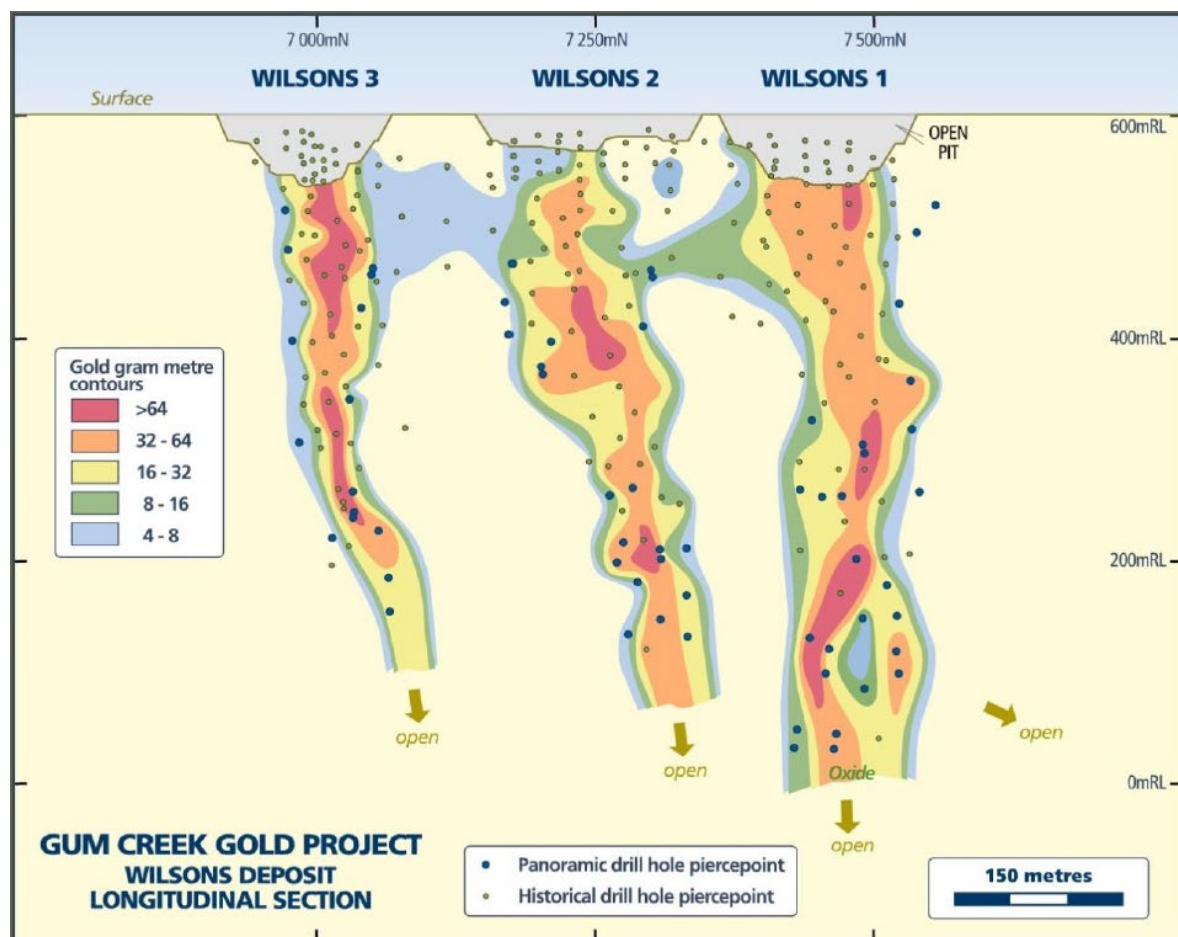 7 000mN
7 250mN
7 500mN
WILSONS 3
WILSONS 2
WILSONS 1
Surface
600mRL
OPEN
PIT
400mRL
Gold gram metre
contours
>64
32 - 64
16 - 32
8 - 16
4 - 8
200mRL
open
open
open
Oxide
0mRL
open
GUM CREEK GOLD PROJECT
WILSONS DEPOSIT
LONGITUDINAL SECTION
Panoramic drill hole piercepoint
Historical drill hole piercepoint
150 metres